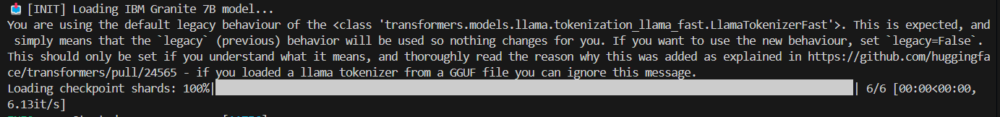 📥 [INIT] Loading IBM Granite 7B model...
You are using the default legacy behaviour of the <class 'transformers.models.llama.tokenization_llama_fast.LlamaTokenizerFast'>. This is expected, and
simply means that the `legacy` (previous) behavior will be used so nothing changes for you. If you want to use the new behaviour, set `legacy=False`.
This should only be set if you understand what it means, and thoroughly read the reason why this was added as explained in https://github.com/huggingfa
ce/transformers/pull/24565 - if you loaded a llama tokenizer from a GGUF file you can ignore this message.
Loading checkpoint shards: 100%|██████████| 6/6 [00:00<00:00,
6.13it/s]